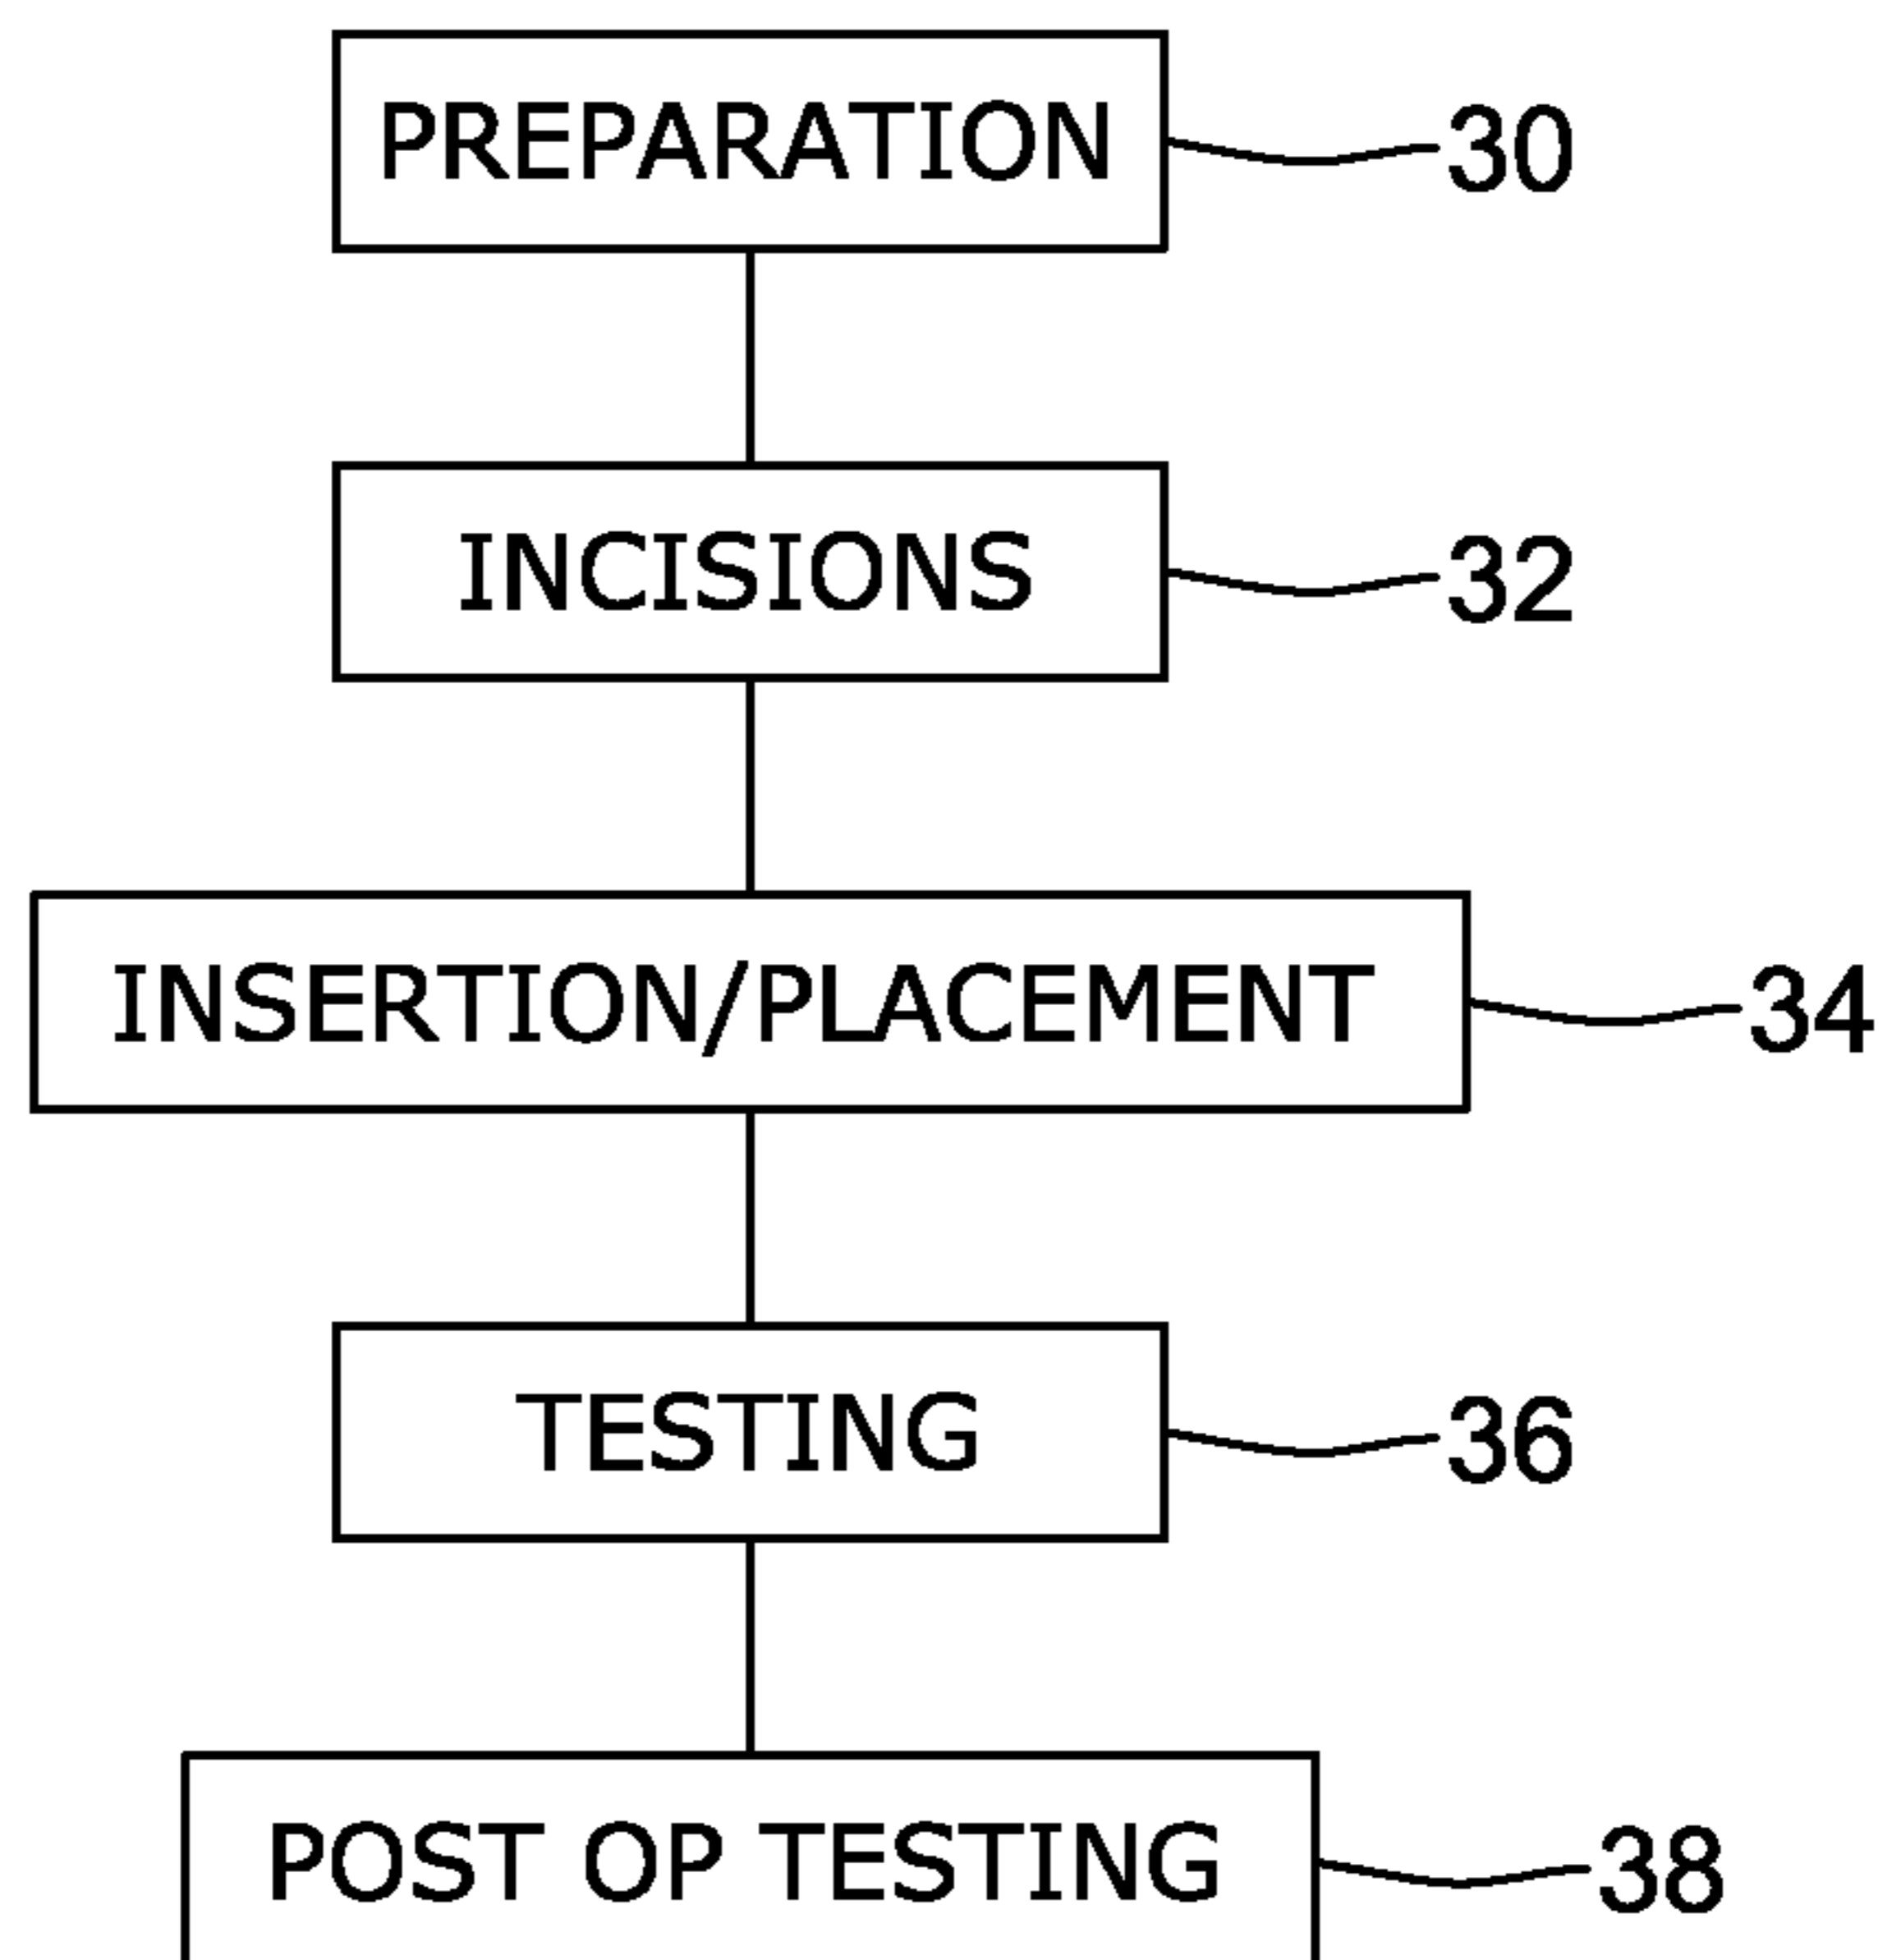 PREPARATION 30
INCISIONS 32
INSERTION/PLACEMENT 34
TESTING 36
POST OP TESTING 38